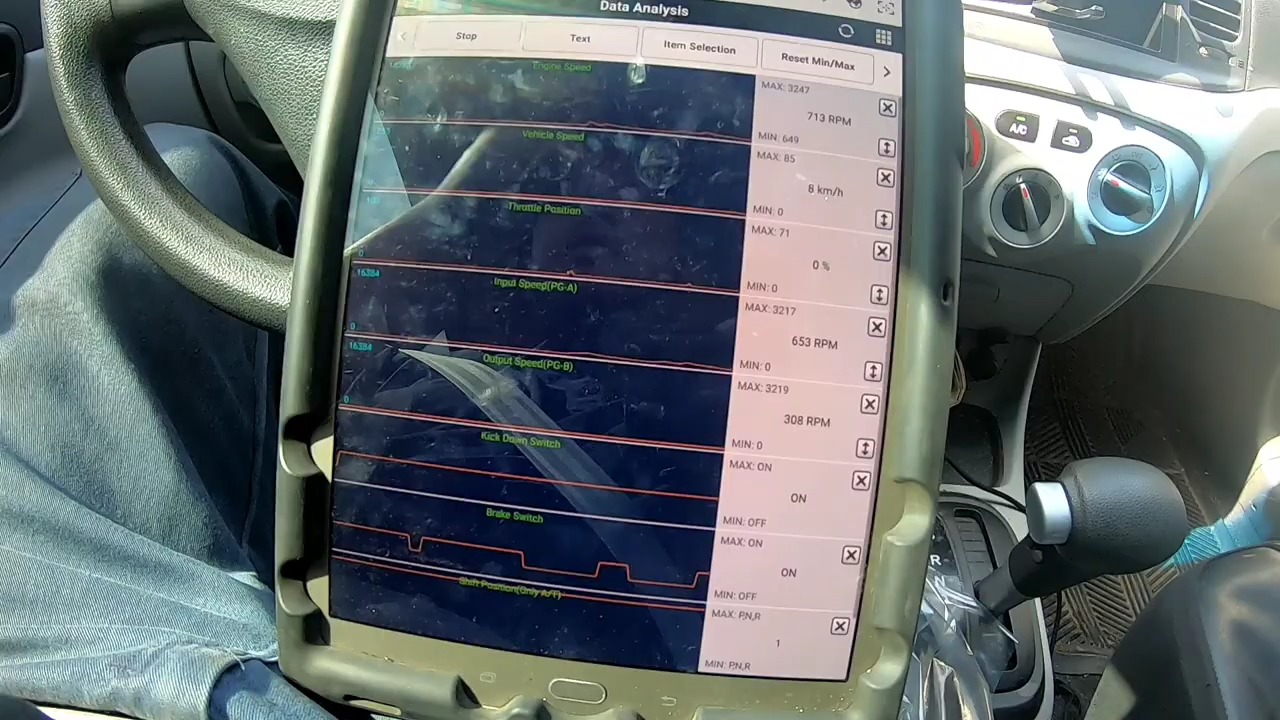 Data Analysis
Stop
Text
Item Selection
Reset Min/Max
Engine Speed
MAX: 3247
713 RPM
MIN: 649
Vehicle Speed
MAX: 85
8 km/h
MIN: 0
Throttle Position
MAX: 71
0 %
MIN: 0
0
16384
Input Speed(PG-A)
MAX: 3217
653 RPM
MIN: 0
0
16384
Output Speed(PG-B)
MAX: 3219
308 RPM
MIN: 0
0
Kick Down Switch
MAX: ON
ON
MIN: OFF
Brake Switch
MAX: ON
ON
MIN: OFF
Shift Position(Only A/T)
MAX: P,N,R
1
MIN: P,N,R
A/C
R